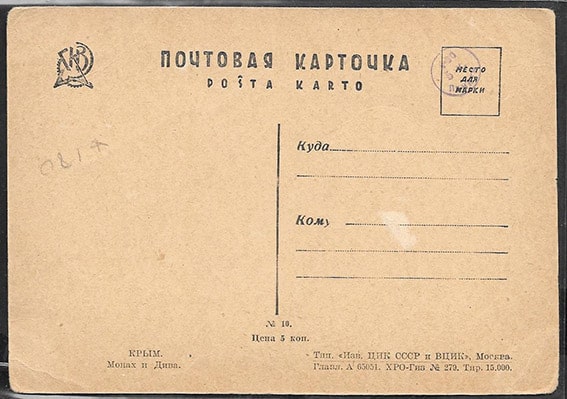 ПОЧТОВАЯ КАРТОЧКА
POŜTA KARTO
МЕСТО
ДЛЯ
МАРКИ
Куда
Кому
№ 10.
Цена 5 коп.
КРЫМ.
Монах и Дива.
Тип. «Изв. ЦИК СССР и ВЦИК», Москва.
Главл. А 65051. ХРО-Гиз № 279. Тир. 15.000.